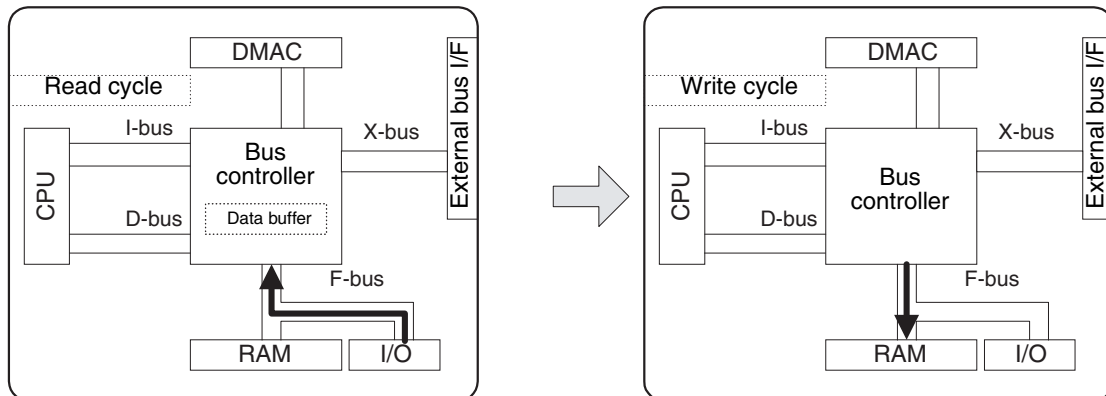 DMAC
Read cycle
I-bus
X-bus
External bus I/F
CPU
Bus
controller
Data buffer
D-bus
F-bus
RAM
I/O
DMAC
Write cycle
I-bus
X-bus
External bus I/F
CPU
Bus
controller
D-bus
F-bus
RAM
I/O